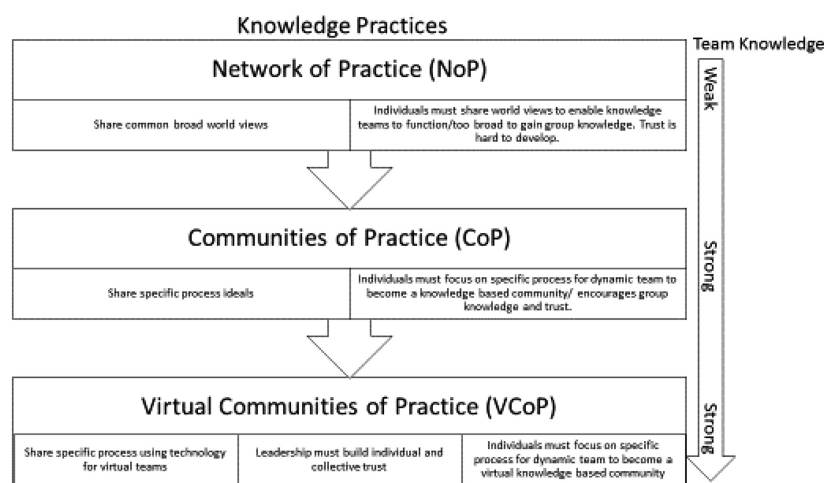 Knowledge Practices
Team Knowledge
Network of Practice (NoP)
Weak
Share common broad world views
Individuals must share world views to enable knowledge
teams to function/too broad to gain group knowledge. Trust is
hard to develop.
Communities of Practice (CoP)
Strong
Share specific process ideals
Individuals must focus on specific process for dynamic team to
become a knowledge based community/ encourages group
knowledge and trust.
Virtual Communities of Practice (VCoP)
Strong
Share specific process using technology
for virtual teams
Leadership must build individual and
collective trust
Individuals must focus on specific
process for dynamic team to become a
virtual knowledge based community